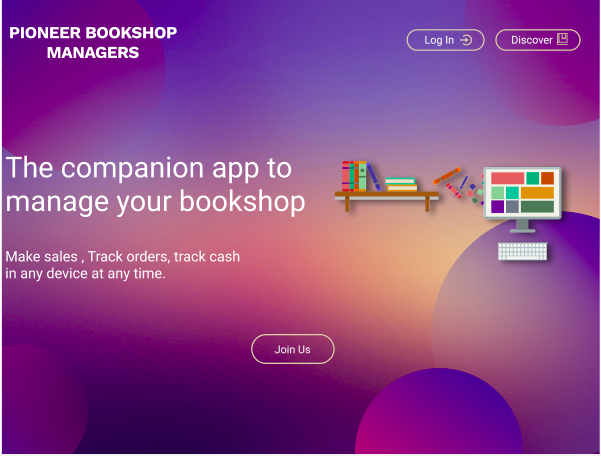 PIONEER BOOKSHOP
MANAGERS
Log In
Discover
The companion app to
manage your bookshop
Make sales , Track orders, track cash
in any device at any time.
Join Us